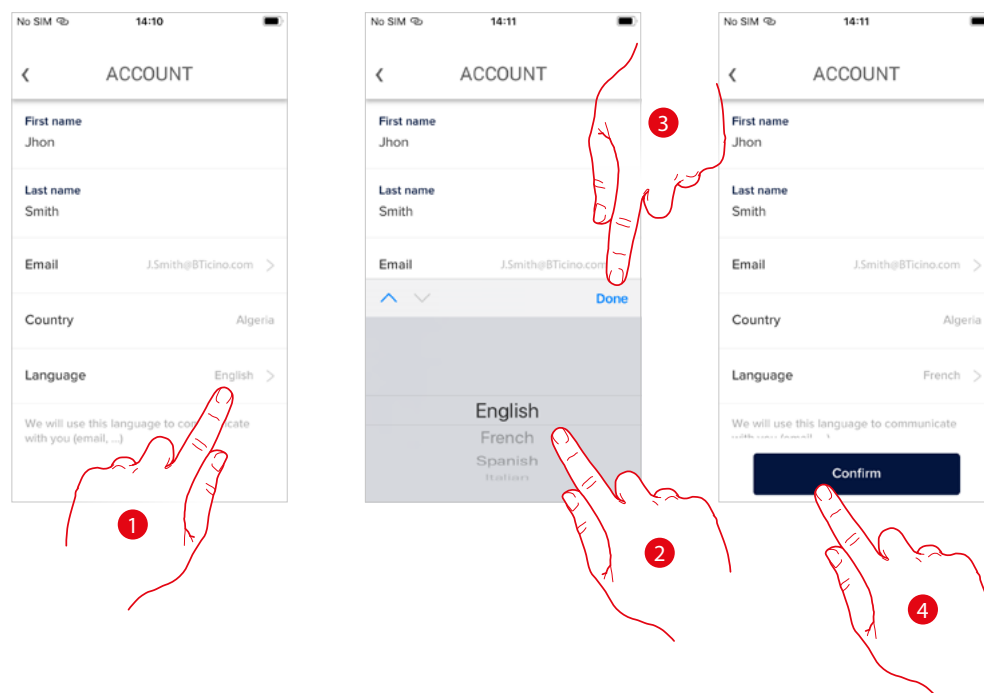 No SIM 14:10
ACCOUNT
First name
Jhon
Last name
Smith
Email J.Smith@BTicino.com
Country Algeria
Language English
We will use this language to
with you (email, ...)
1
No SIM 14:11
ACCOUNT
First name
Jhon
Last name
Smith
Email J.Smith@BTicino.com
Done
English
French
Spanish
Italian
3
2
No SIM 14:11
ACCOUNT
First name
Jhon
Last name
Smith
Email J.Smith@BTicino.com
Country Algeria
Language French
We will use this language to communicate
with you (email, ...)
Confirm
4